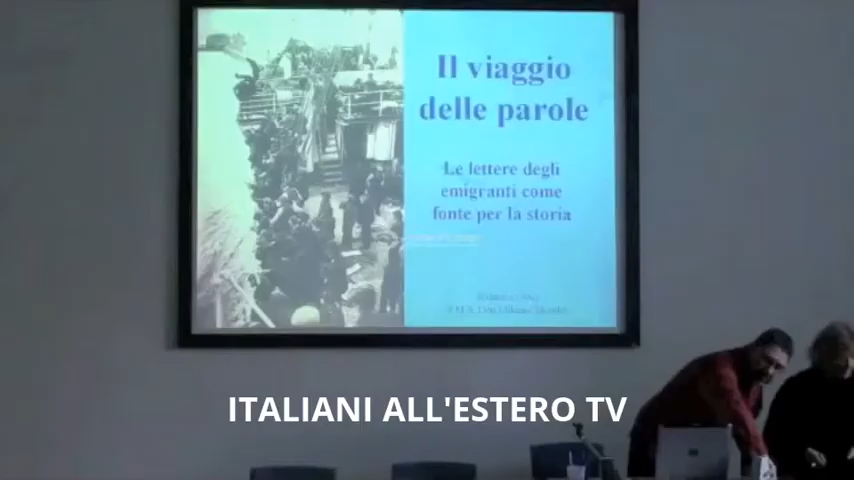 Il viaggio
delle parole
Le lettere degli
emigranti come
fonte per la storia
ITALIANI ALL'ESTERO TV